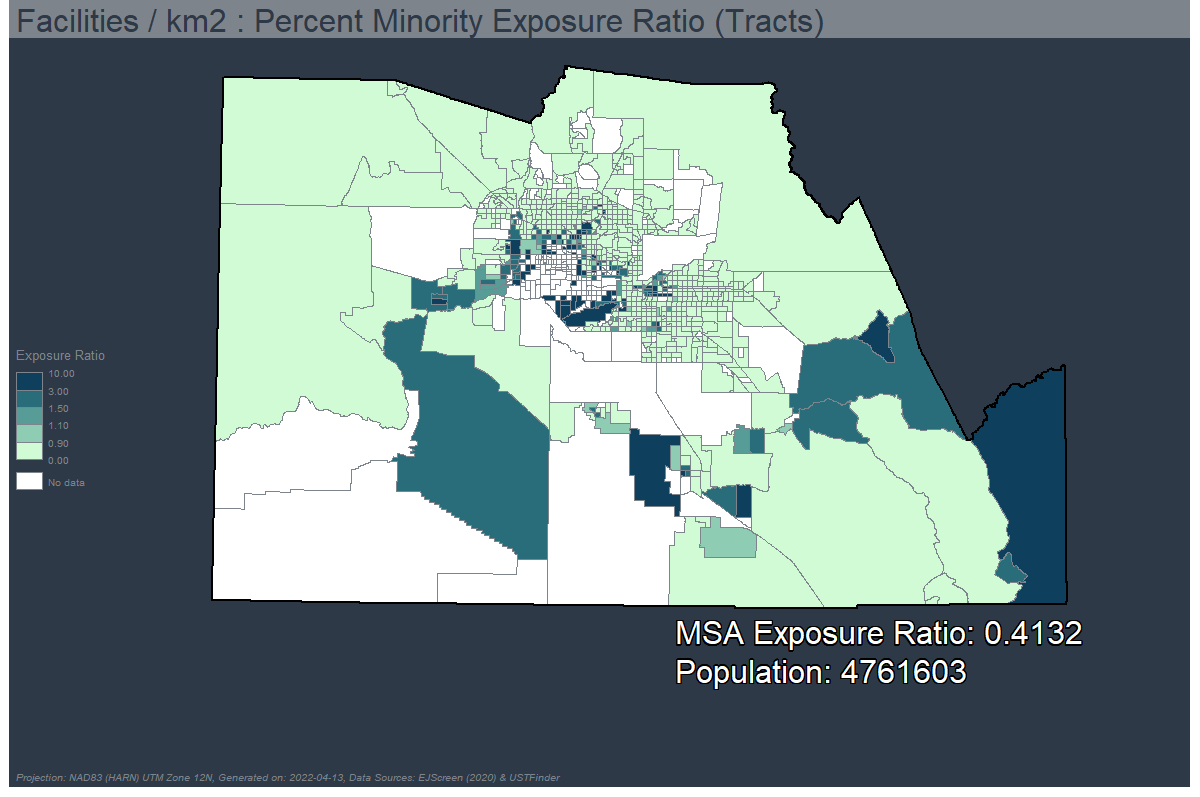 Facilities / km2 : Percent Minority Exposure Ratio (Tracts)
Exposure Ratio
10.00
3.00
1.50
1.10
0.90
0.00
No data
MSA Exposure Ratio: 0.4132
Population: 4761603
Projection: NAD83 (HARN) UTM Zone 12N, Generated on: 2022-04-13, Data Sources: EJScreen (2020) & USTFinder